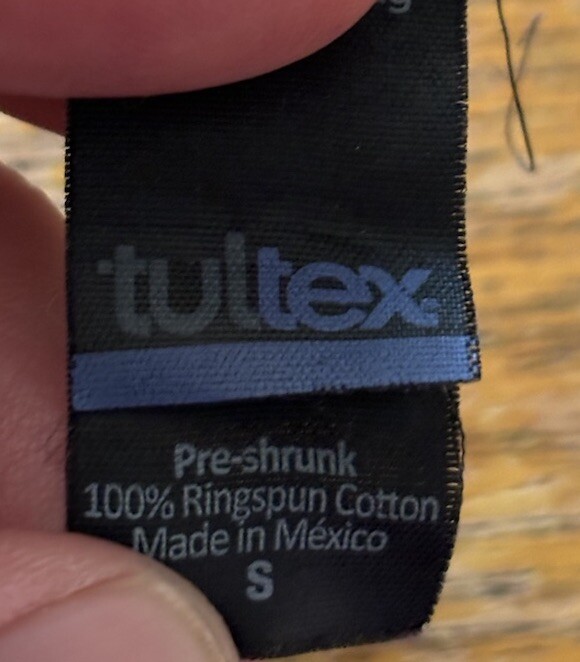 tultex
Pre-shrunk
100% Ringspun Cotton
Made in México
S